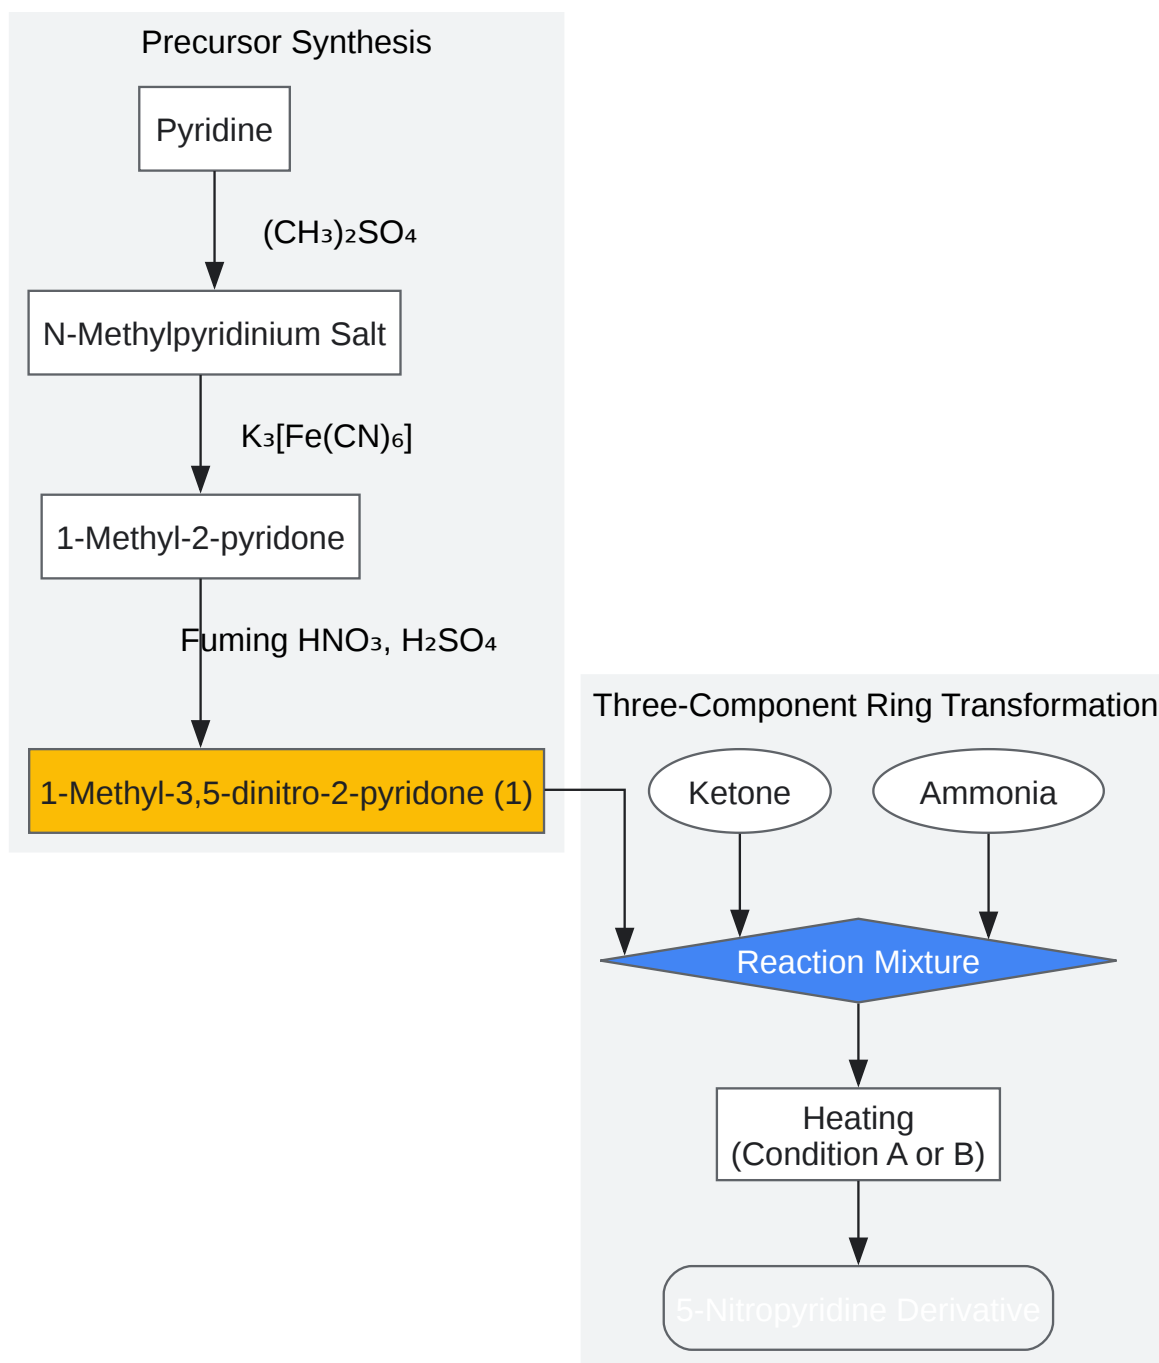 Precursor Synthesis
Pyridine
(CH₃)₂SO₄
N-Methylpyridinium Salt
K₃[Fe(CN)₆]
1-Methyl-2-pyridone
Fuming HNO₃, H₂SO₄
1-Methyl-3,5-dinitro-2-pyridone (1)
Three-Component Ring Transformation
Ketone
Ammonia
Reaction Mixture
Heating
(Condition A or B)
5-Nitropyridine Derivative